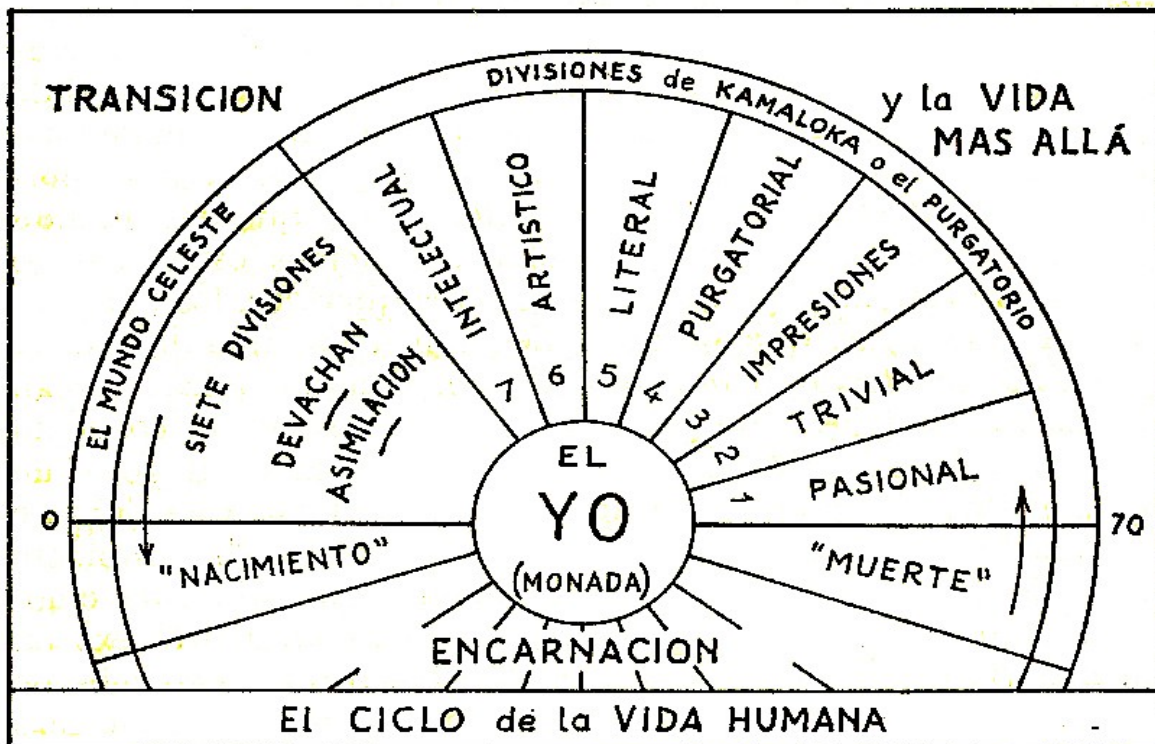 TRANSICION
DIVISIONES de KAMALOKA o el PURGATORIO
y la VIDA
MAS ALLÁ
EL MUNDO CELESTE
SIETE DIVISIONES
DEVACHAN
ASIMILACION
INTELECTUAL
7
ARTISTICO
6
LITERAL
5
PURGATORIAL
4
IMPRESIONES
3
TRIVIAL
2
PASIONAL
1
0
70
EL
YO
(MONADA)
"NACIMIENTO"
"MUERTE"
ENCARNACION
El CICLO de la VIDA HUMANA